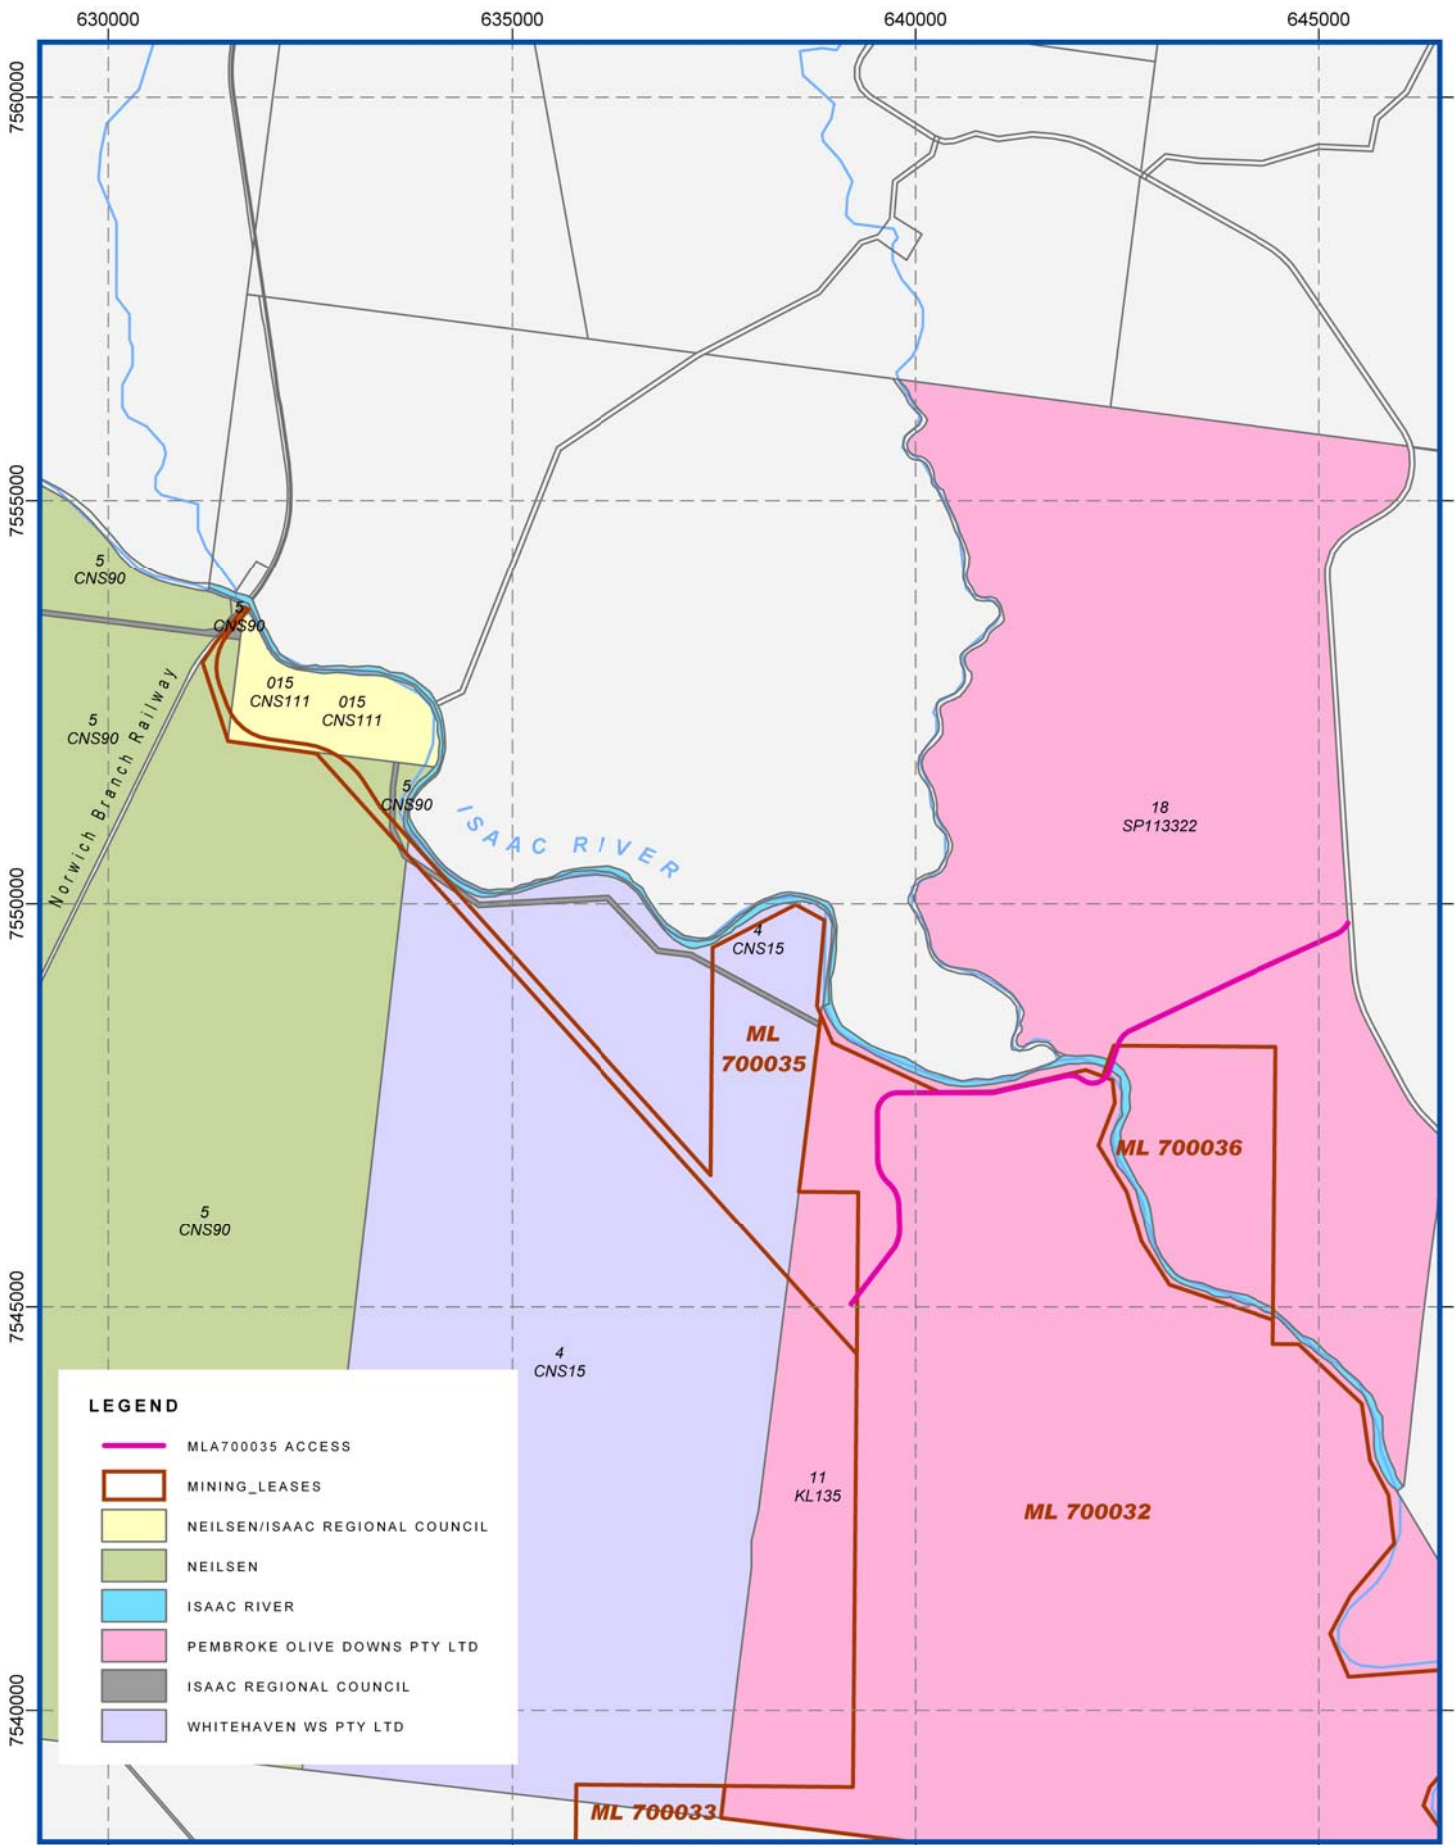 630000
635000
640000
645000
7560000
7555000
7550000
7545000
7540000
5
CNS90
5
CNS90
015
CNS111
015
CNS111
5
CNS90
Norwich Branch Railway
5
CNS90
ISAAC RIVER
18
SP113322
4
CNS15
ML
700035
ML 700036
5
CNS90
4
CNS15
11
KL135
ML 700032
ML 700033
LEGEND
MLA700035 ACCESS
MINING_LEASES
NEILSEN/ISAAC REGIONAL COUNCIL
NEILSEN
ISAAC RIVER
PEMBROKE OLIVE DOWNS PTY LTD
ISAAC REGIONAL COUNCIL
WHITEHAVEN WS PTY LTD